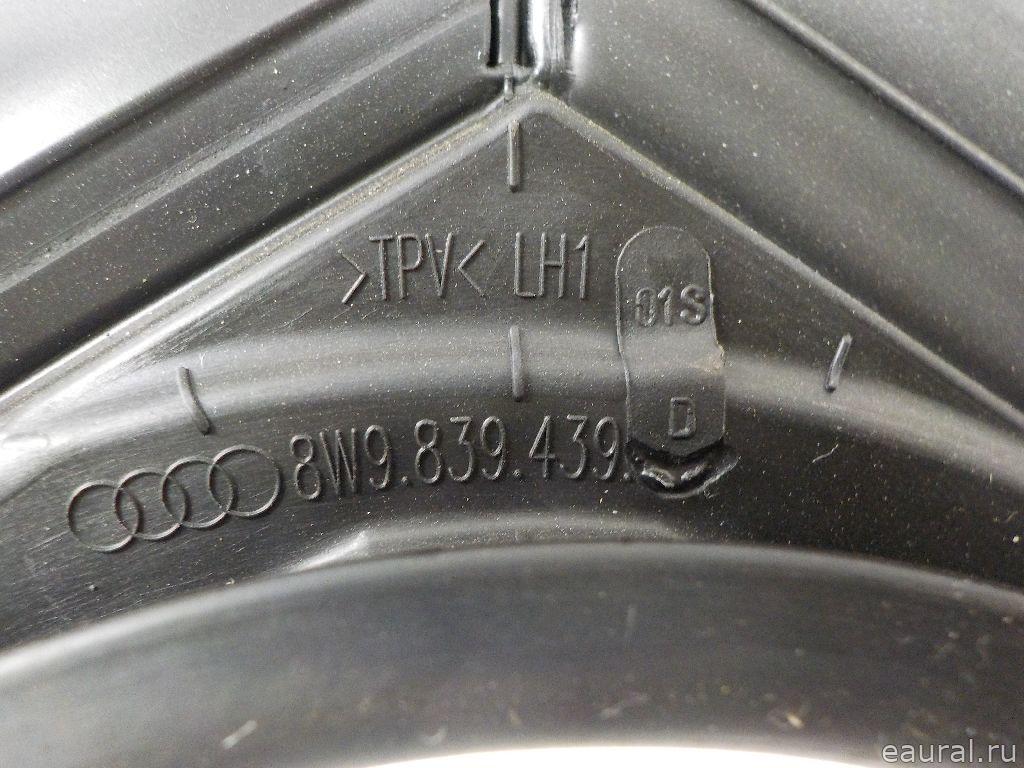 >TPV< LH1
01S
D
8W9.839.439.
eaural.ru